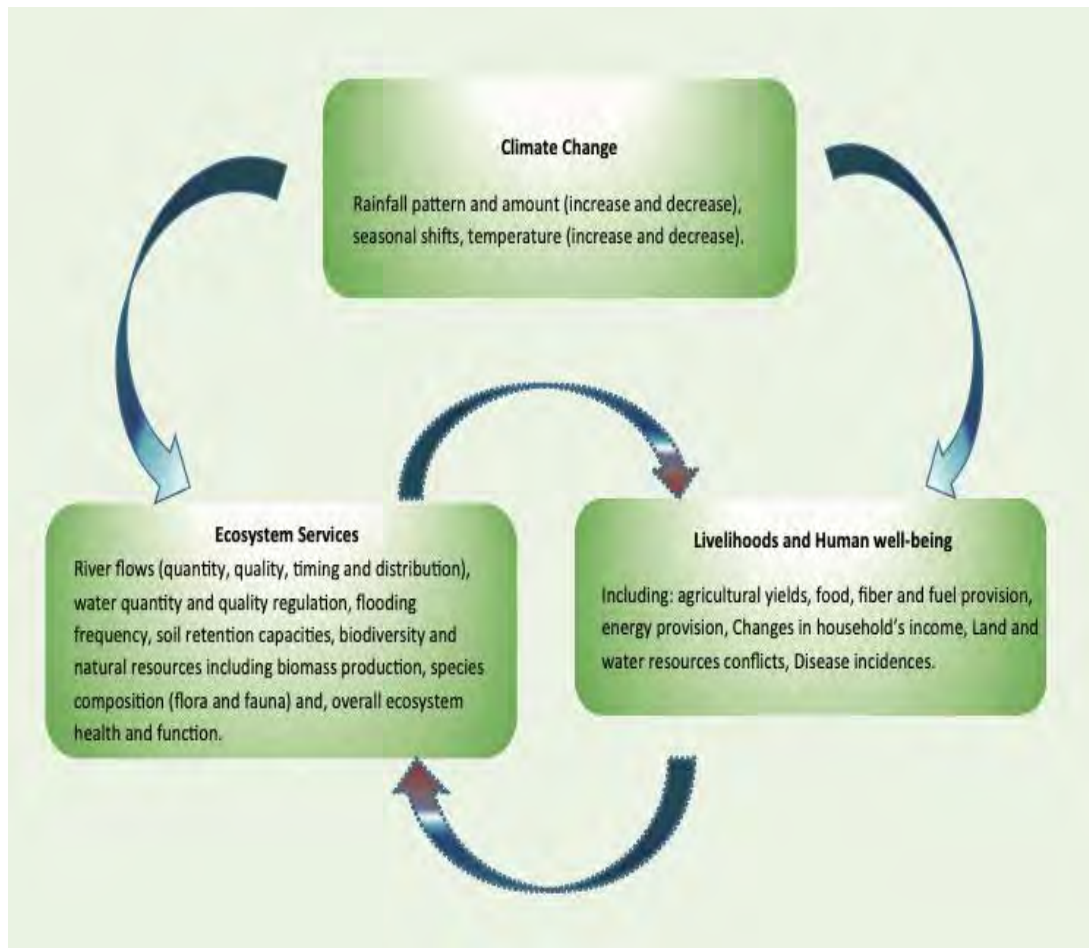 Climate Change
Rainfall pattern and amount (increase and decrease),
seasonal shifts, temperature (increase and decrease).
Ecosystem Services
River flows (quantity, quality, timing and distribution),
water quantity and quality regulation, flooding
frequency, soil retention capacities, biodiversity and
natural resources including biomass production, species
composition (flora and fauna) and, overall ecosystem
health and function.
Livelihoods and Human well-being
Including: agricultural yields, food, fiber and fuel provision,
energy provision, Changes in household's income, Land and
water resources conflicts, Disease incidences.